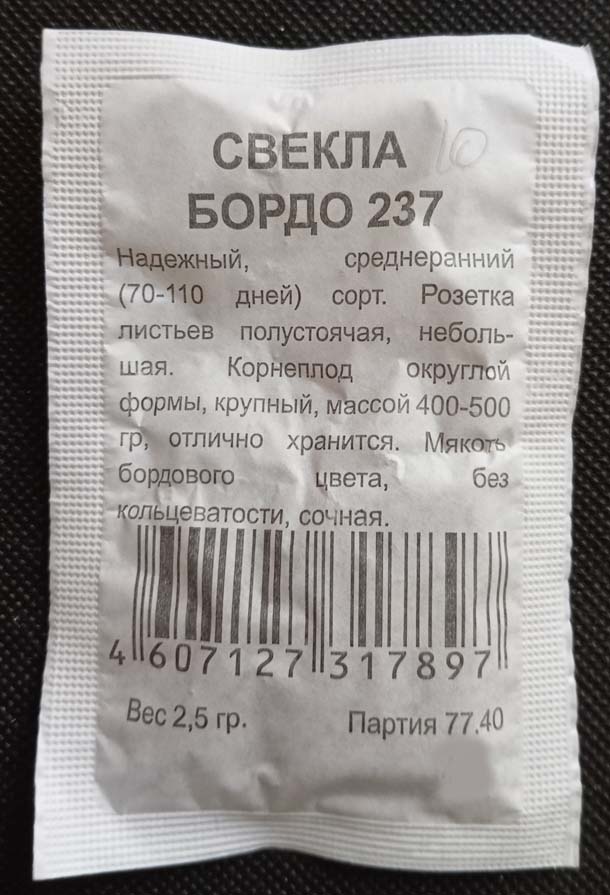 СВЕКЛА 10
БОРДО 237
Надежный, среднеранний
(70-110 дней) сорт. Розетка
листьев полустоячая, неболь-
шая. Корнеплод округлой
формы, крупный, массой 400-500
гр, отлично хранится. Мякоть
бордового цвета, без
кольцеватости, сочная.
4 607127 317897
Вес 2,5 гр. Партия 77.40